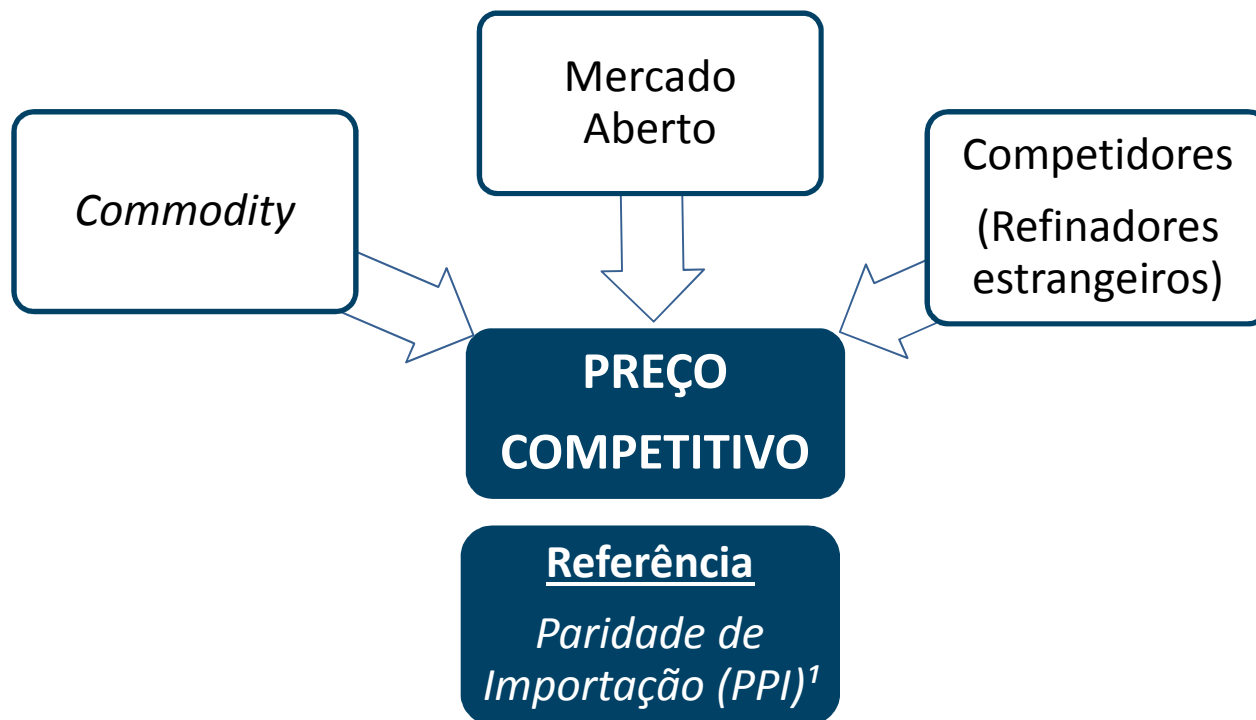 Commodity
Mercado
Aberto
Competidores
(Refinadores
estrangeiros)
PREÇO
COMPETITIVO
Referência
Paridade de
Importação (PPI)¹